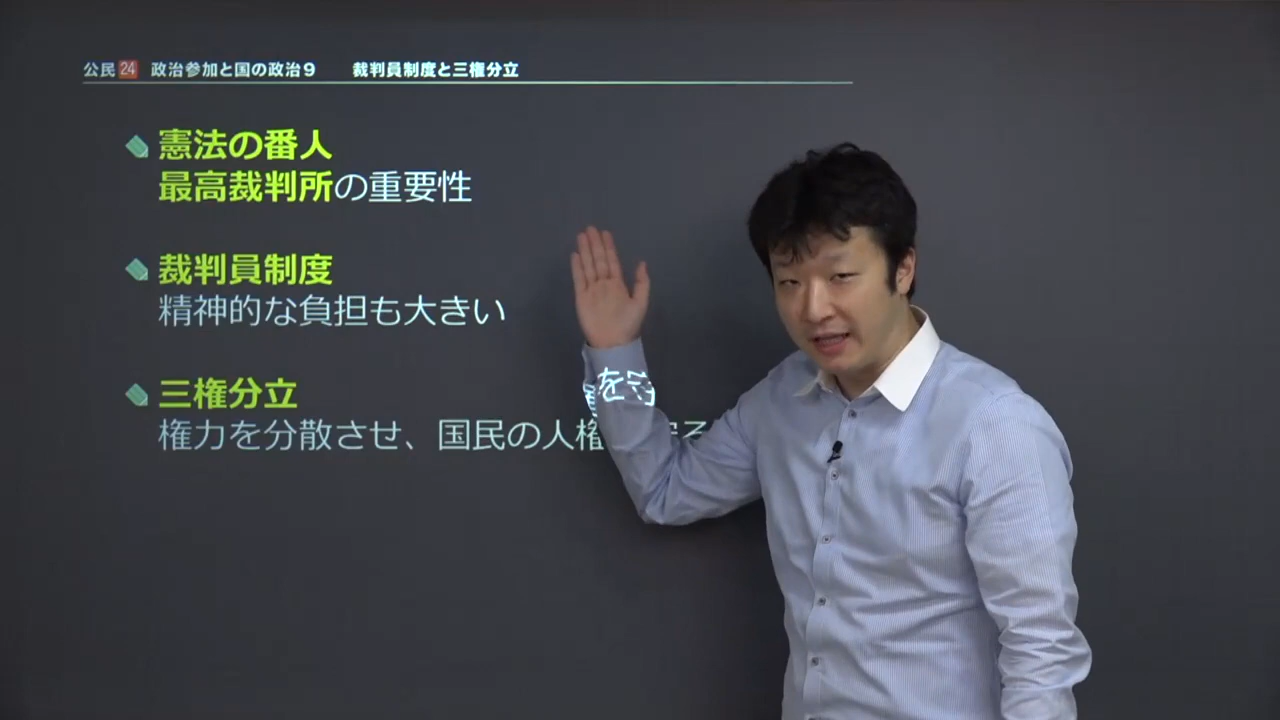 公民24 政治参加と国の政治9 裁判員制度と三権分立
憲法の番人
最高裁判所の重要性
裁判員制度
精神的な負担も大きい
三権分立
権力を分散させ、国民の人権を守る